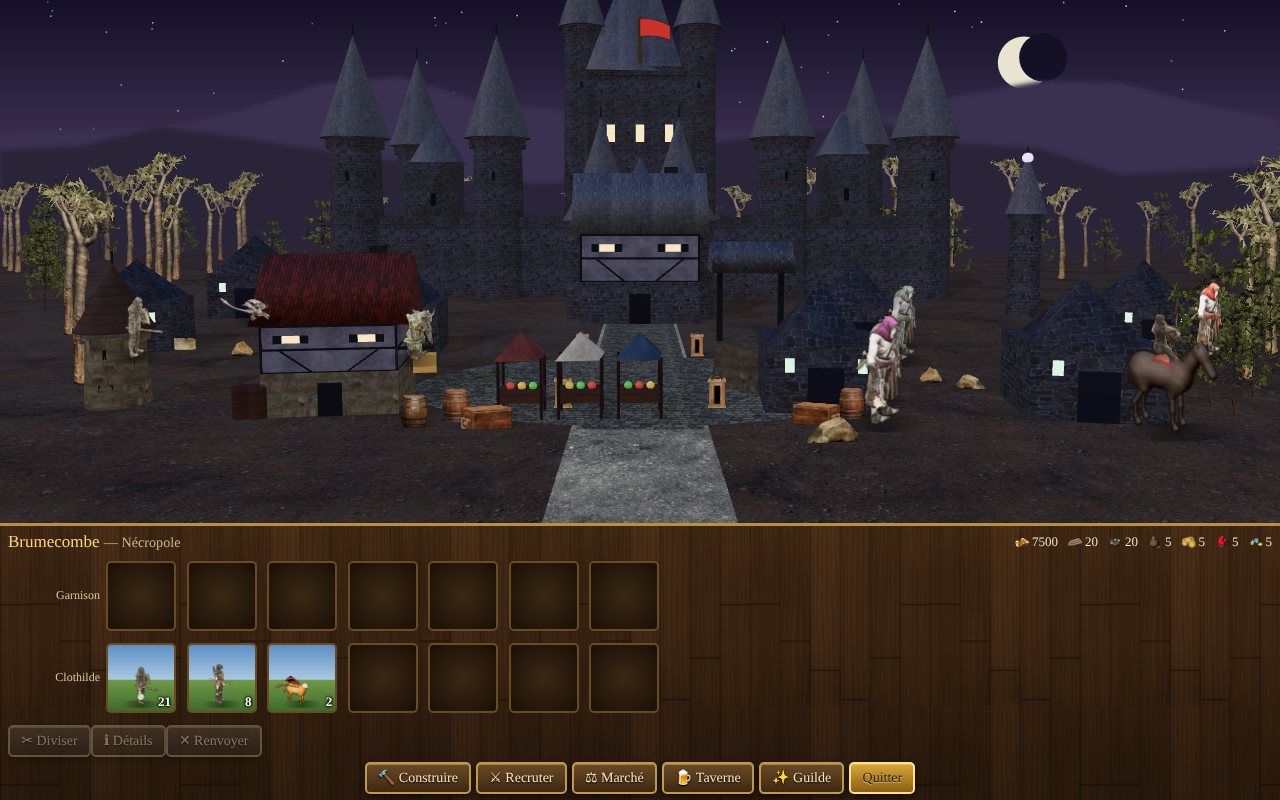 Brumecombe — Nécropole
7500 20 20 5 5 5 5
Garnison
Clothilde
21 8 2
✂ Diviser ℹ Détails ✕ Renvoyer
🔨 Construire ⚔ Recruter ⚖ Marché 🍺 Taverne ✨ Guilde Quitter